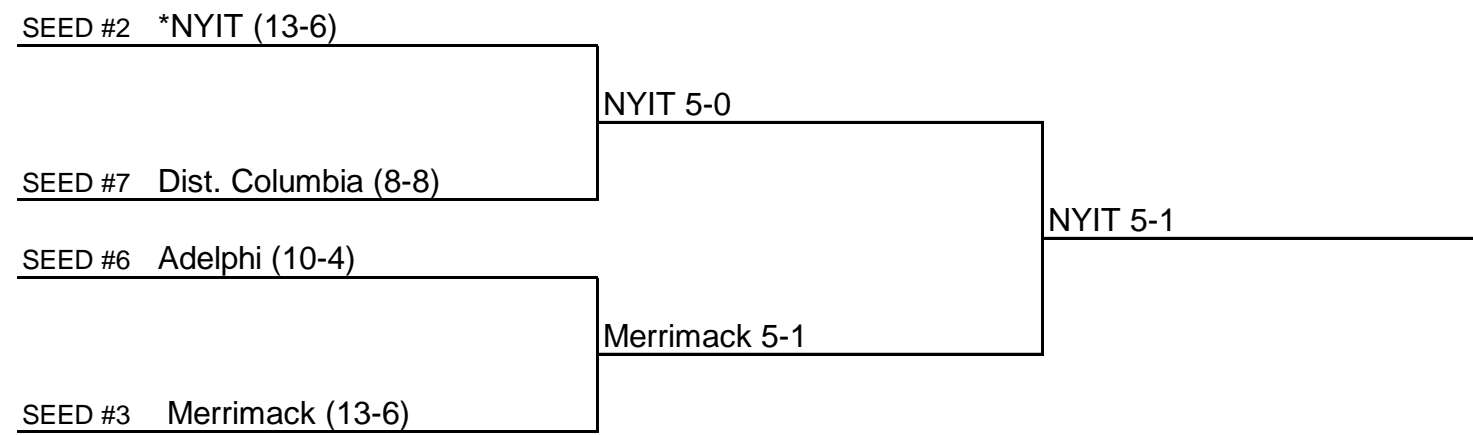 SEED #2 *NYIT (13-6)
NYIT 5-0
SEED #7 Dist. Columbia (8-8)
NYIT 5-1
SEED #6 Adelphi (10-4)
Merrimack 5-1
SEED #3 Merrimack (13-6)